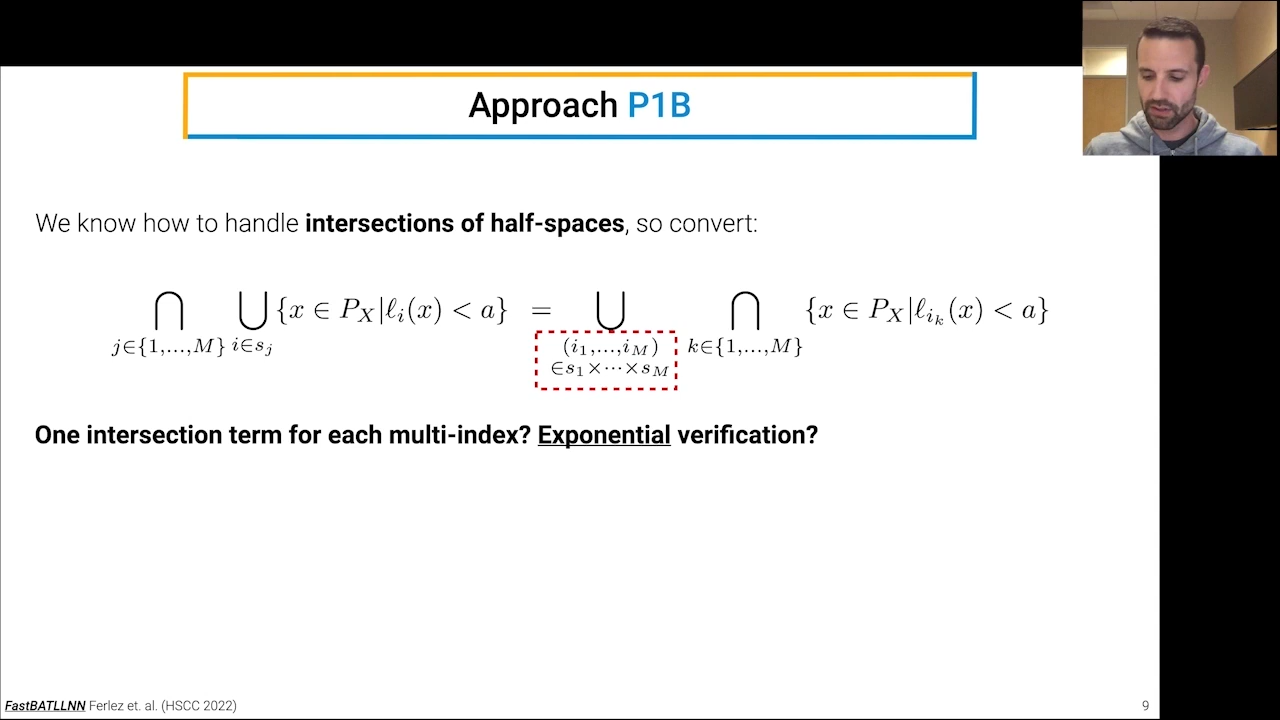 Approach P1B
We know how to handle intersections of half-spaces, so convert:
⋂_{j∈{1,...,M}} ⋃_{i∈s_j} {x ∈ P_X|ℓ_i(x) < a} = ⋃_{(i_1,...,i_M) ∈s_1×···×s_M} ⋂_{k∈{1,...,M}} {x ∈ P_X|ℓ_{i_k}(x) < a}
One intersection term for each multi-index? Exponential verification?
FastBATLLNN Ferlez et. al. (HSCC 2022)
9